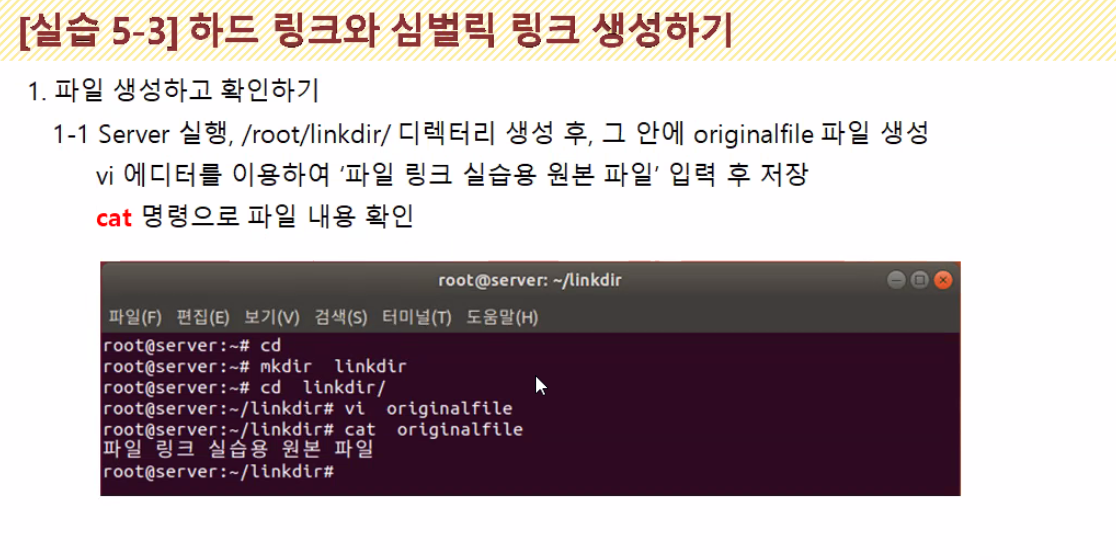 [실습 5-3] 하드 링크와 심벌릭 링크 생성하기
1. 파일 생성하고 확인하기
1-1 Server 실행, /root/linkdir/ 디렉터리 생성 후, 그 안에 originalfile 파일 생성
vi 에디터를 이용하여 ‘파일 링크 실습용 원본 파일’ 입력 후 저장
cat 명령으로 파일 내용 확인
root@server: ~/linkdir
파일(F) 편집(E) 보기(V) 검색(S) 터미널(T) 도움말(H)
root@server:~# cd
root@server:~# mkdir  linkdir
root@server:~# cd  linkdir/
root@server:~/linkdir# vi  originalfile
root@server:~/linkdir# cat  originalfile
파일 링크 실습용 원본 파일
root@server:~/linkdir#